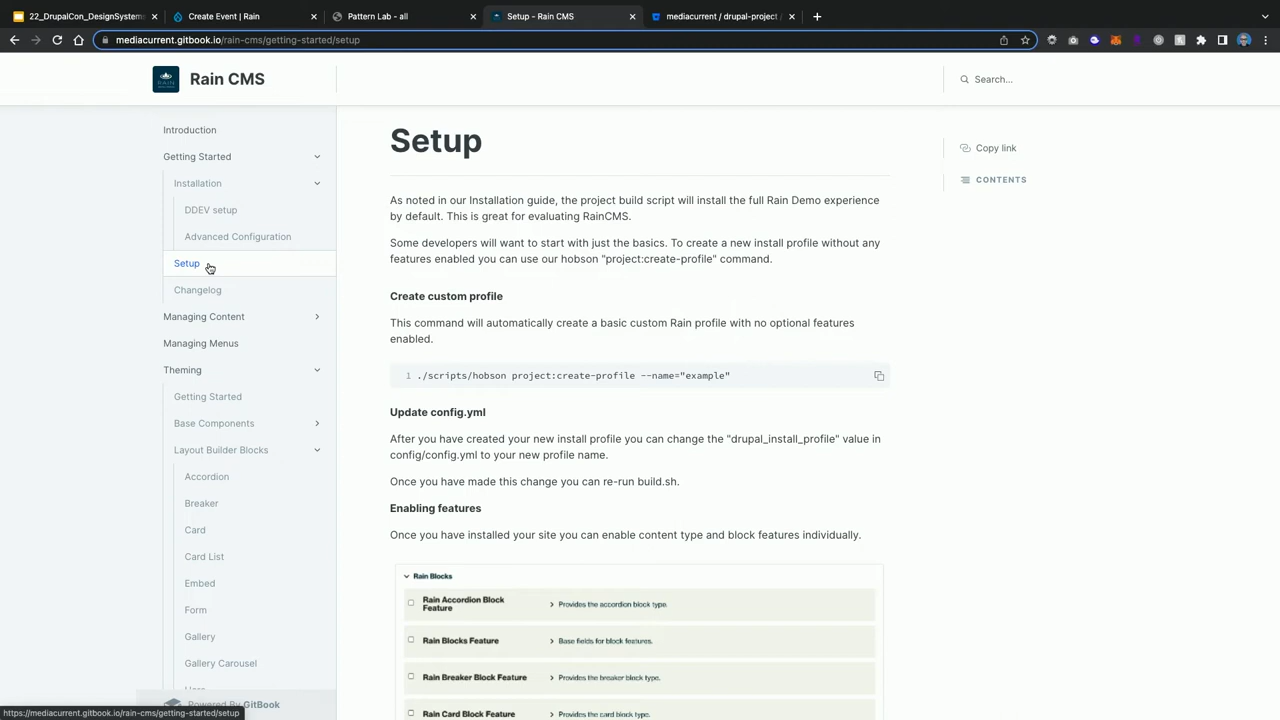 22_DrupalCon_DesignSystem
Create Event | Rain
Pattern Lab - all
Setup - Rain CMS
mediacurrent / drupal-project
mediacurrent.gitbook.io/rain-cms/getting-started/setup
Rain CMS
Search...
Introduction
Getting Started
Installation
DDEV setup
Advanced Configuration
Setup
Changelog
Managing Content
Managing Menus
Theming
Getting Started
Base Components
Layout Builder Blocks
Accordion
Breaker
Card
Card List
Embed
Form
Gallery
Gallery Carousel
Powered By GitBook
https://mediacurrent.gitbook.io/rain-cms/getting-started/setup
Setup
As noted in our Installation guide, the project build script will install the full Rain Demo experience
by default. This is great for evaluating RainCMS.
Some developers will want to start with just the basics. To create a new install profile without any
features enabled you can use our hobson "project:create-profile" command.
Create custom profile
This command will automatically create a basic custom Rain profile with no optional features
enabled.
1 ./scripts/hobson project:create-profile --name="example"
Update config.yml
After you have created your new install profile you can change the "drupal_install_profile" value in
config/config.yml to your new profile name.
Once you have made this change you can re-run build.sh.
Enabling features
Once you have installed your site you can enable content type and block features individually.
Rain Blocks
Rain Accordion Block
Feature
Provides the accordion block type.
Rain Blocks Feature
Base fields for block features.
Rain Breaker Block Feature
Provides the breaker block type.
Rain Card Block Feature
Provides the card block type.
Copy link
CONTENTS